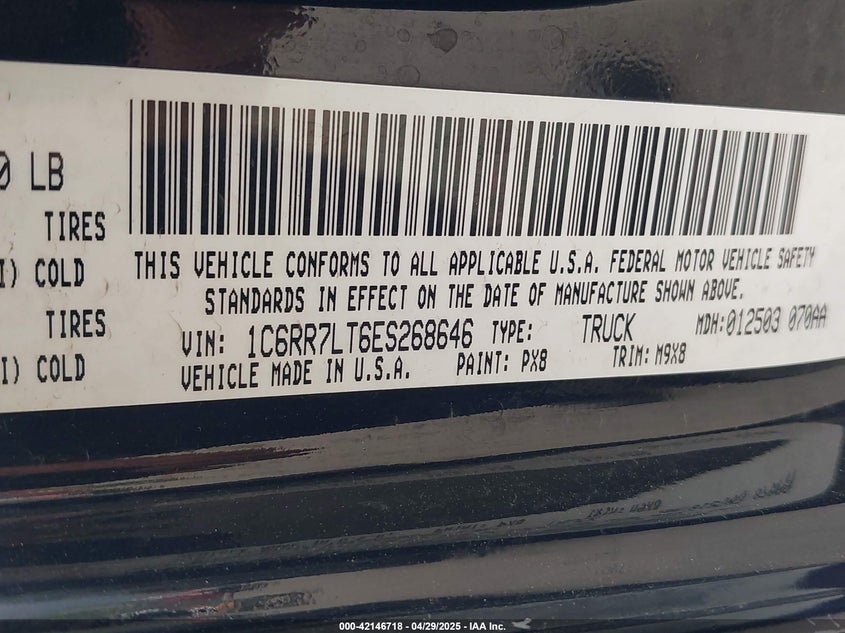 0 LB
TIRES
I) COLD
TIRES
I) COLD
THIS VEHICLE CONFORMS TO ALL APPLICABLE U.S.A. FEDERAL MOTOR VEHICLE SAFETY
STANDARDS IN EFFECT ON THE DATE OF MANUFACTURE SHOWN ABOVE.
VIN: 1C6RR7LT6ES268646 TYPE: TRUCK MDH:012503 070AA
VEHICLE MADE IN U.S.A. PAINT: PX8 TRIM: M9X8
000-42146718 - 04/29/2025 - IAA Inc.